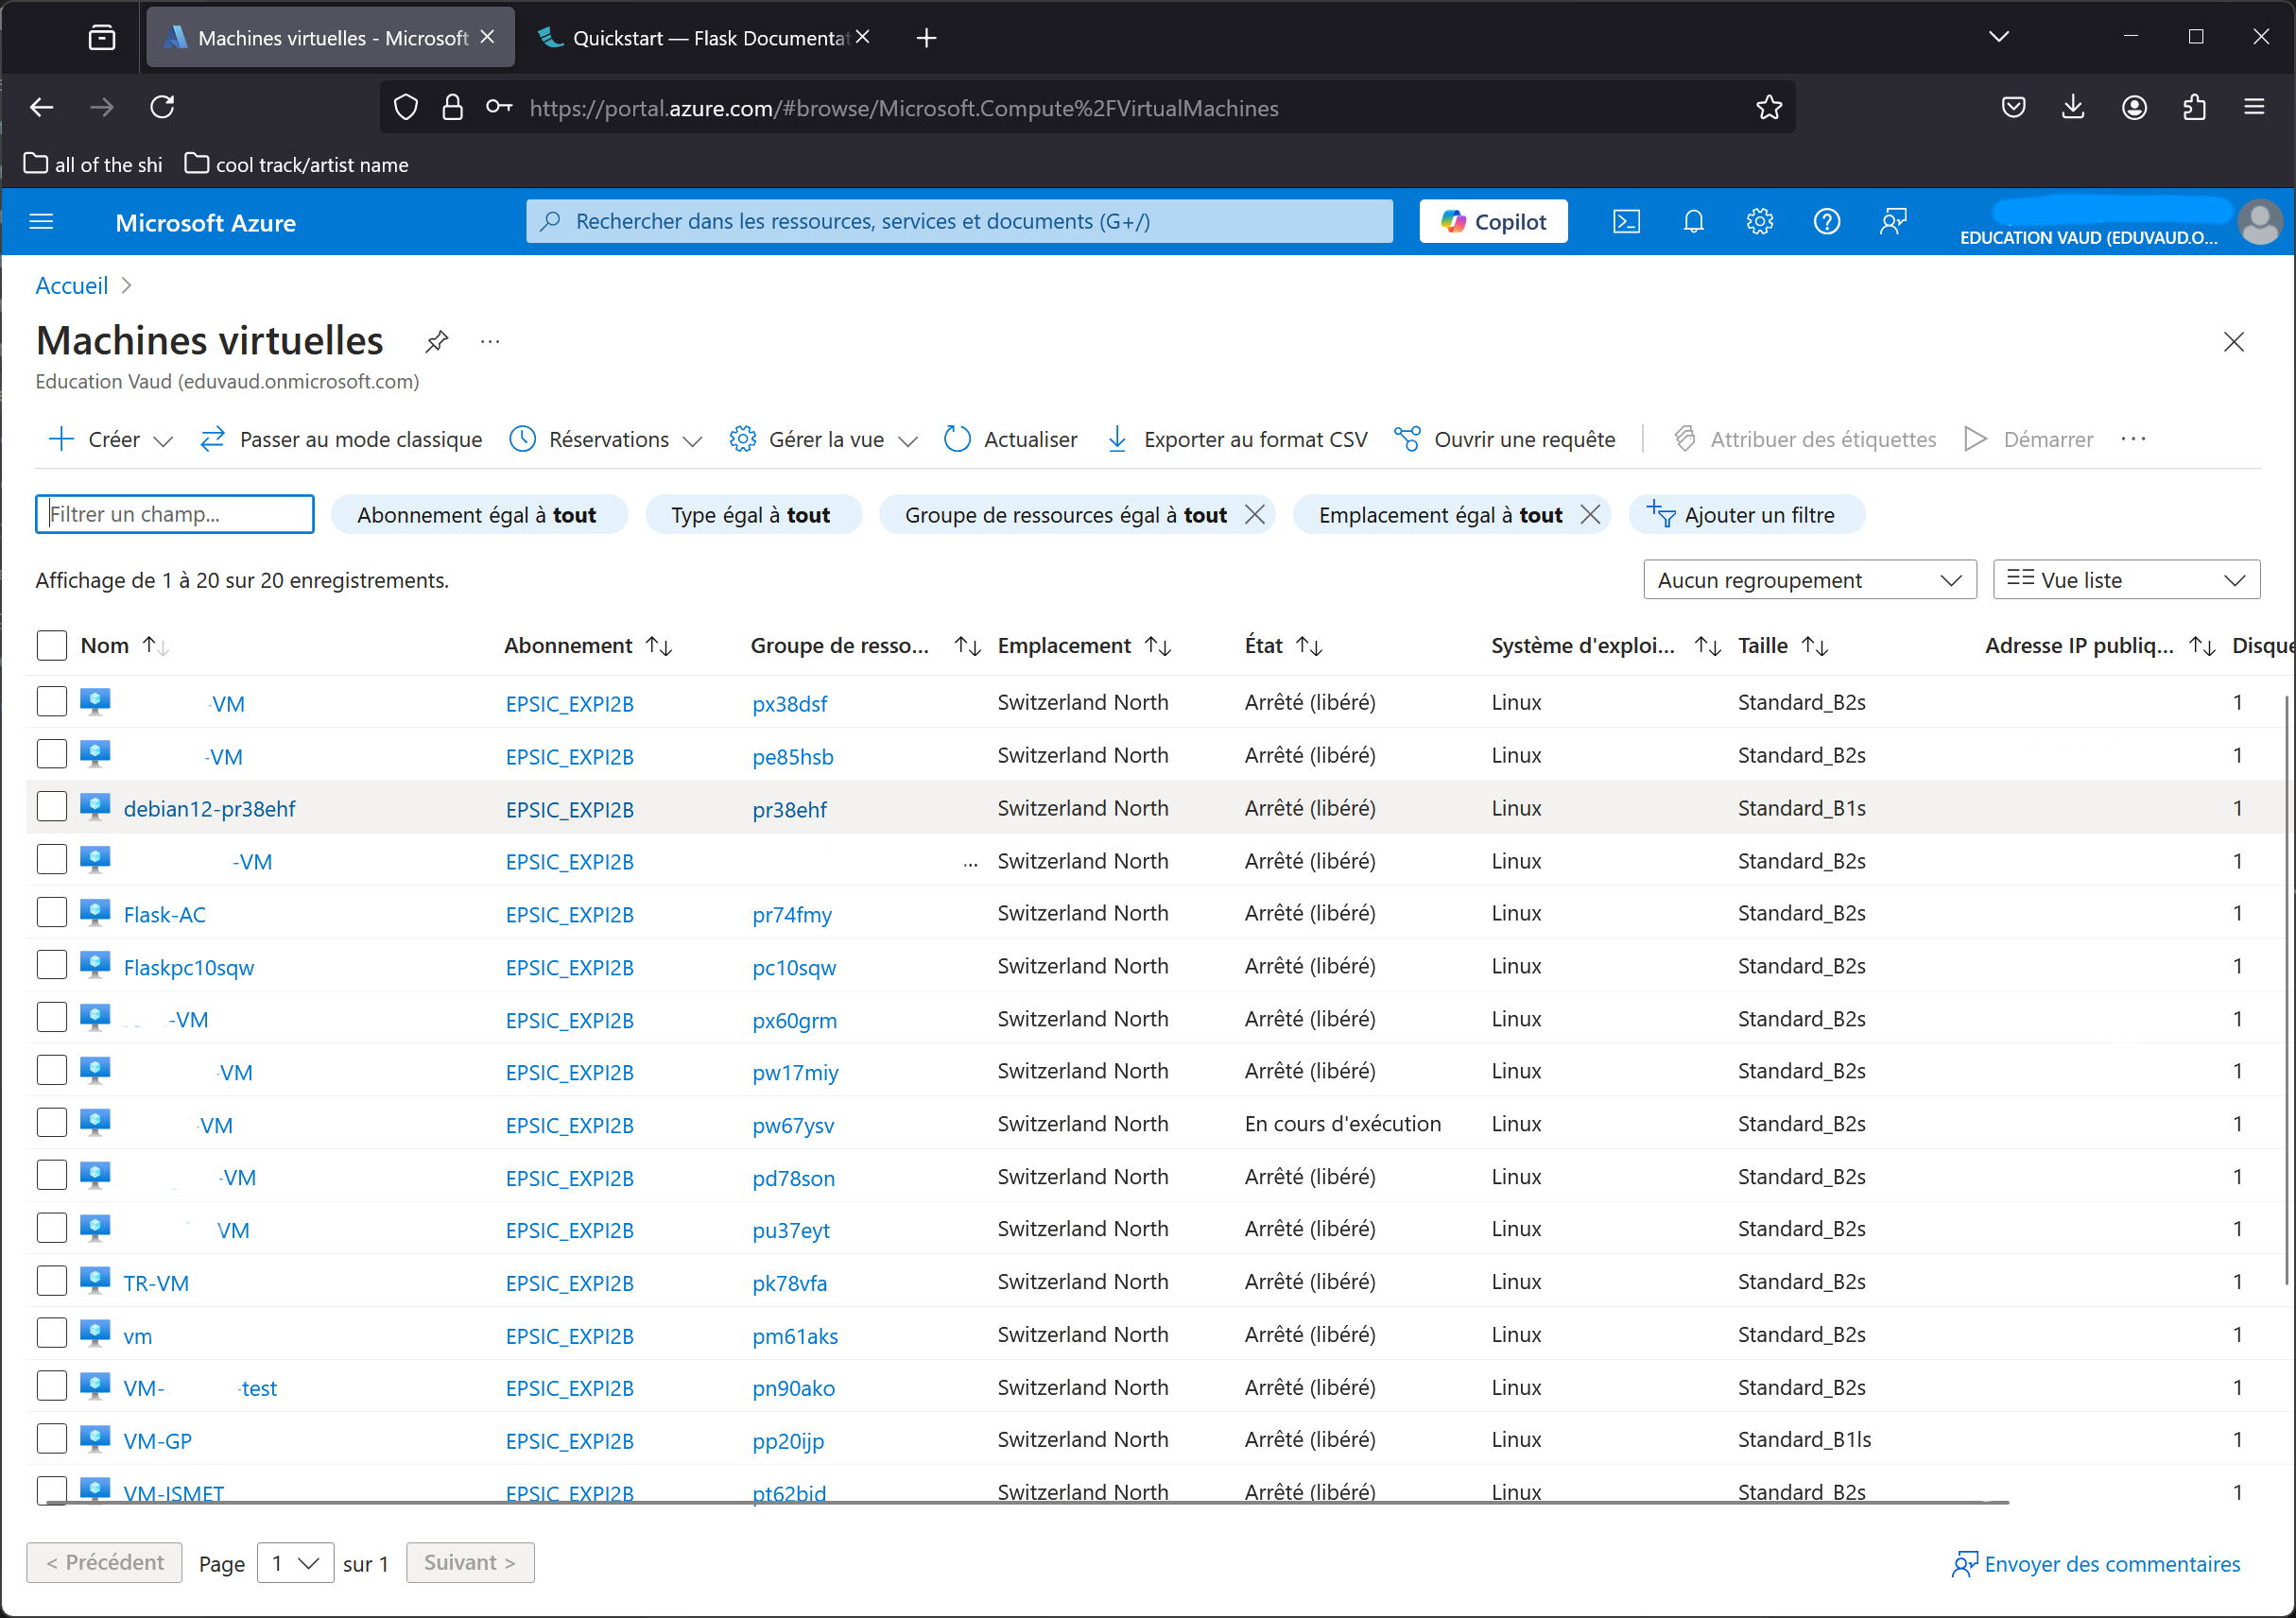 Machines virtuelles - Microsoft
Quickstart — Flask Documentat
https://portal.azure.com/#browse/Microsoft.Compute%2FVirtualMachines
all of the shi cool track/artist name
Microsoft Azure Rechercher dans les ressources, services et documents (G+/) Copilot EDUCATION VAUD (EDUVAUD.O...
Accueil >
Machines virtuelles ...
Education Vaud (eduvaud.onmicrosoft.com)
Créer Passer au mode classique Réservations Gérer la vue Actualiser Exporter au format CSV Ouvrir une requête Attribuer des étiquettes Démarrer ...
Filtrer un champ... Abonnement égal à tout Type égal à tout Groupe de ressources égal à tout Emplacement égal à tout Ajouter un filtre
Affichage de 1 à 20 sur 20 enregistrements. Aucun regroupement Vue liste
Nom Abonnement Groupe de resso... Emplacement État Système d'exploi... Taille Adresse IP publiq... Disque
-VM EPSIC_EXPI2B px38dsf Switzerland North Arrêté (libéré) Linux Standard_B2s 1
-VM EPSIC_EXPI2B pe85hsb Switzerland North Arrêté (libéré) Linux Standard_B2s 1
debian12-pr38ehf EPSIC_EXPI2B pr38ehf Switzerland North Arrêté (libéré) Linux Standard_B1s 1
-VM EPSIC_EXPI2B ... Switzerland North Arrêté (libéré) Linux Standard_B2s 1
Flask-AC EPSIC_EXPI2B pr74fmy Switzerland North Arrêté (libéré) Linux Standard_B2s 1
Flaskpc10sqw EPSIC_EXPI2B pc10sqw Switzerland North Arrêté (libéré) Linux Standard_B2s 1
-VM EPSIC_EXPI2B px60grm Switzerland North Arrêté (libéré) Linux Standard_B2s 1
-VM EPSIC_EXPI2B pw17miy Switzerland North Arrêté (libéré) Linux Standard_B2s 1
-VM EPSIC_EXPI2B pw67ysv Switzerland North En cours d'exécution Linux Standard_B2s 1
-VM EPSIC_EXPI2B pd78son Switzerland North Arrêté (libéré) Linux Standard_B2s 1
VM EPSIC_EXPI2B pu37eyt Switzerland North Arrêté (libéré) Linux Standard_B2s 1
TR-VM EPSIC_EXPI2B pk78vfa Switzerland North Arrêté (libéré) Linux Standard_B2s 1
vm EPSIC_EXPI2B pm61aks Switzerland North Arrêté (libéré) Linux Standard_B2s 1
VM- -test EPSIC_EXPI2B pn90ako Switzerland North Arrêté (libéré) Linux Standard_B2s 1
VM-GP EPSIC_EXPI2B pp20ijp Switzerland North Arrêté (libéré) Linux Standard_B1ls 1
VM-ISMET EPSIC_EXPI2B pt62bid Switzerland North Arrêté (libéré) Linux Standard_B2s 1
< Précédent Page 1 sur 1 Suivant > Envoyer des commentaires